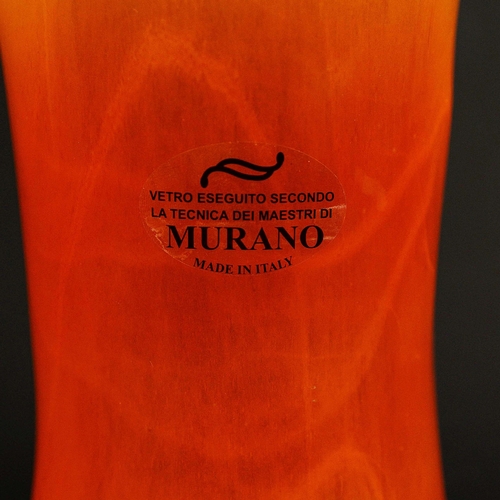 VETRO ESEGUITO SECONDO
LA TECNICA DEI MAESTRI DI
MURANO
MADE IN ITALY